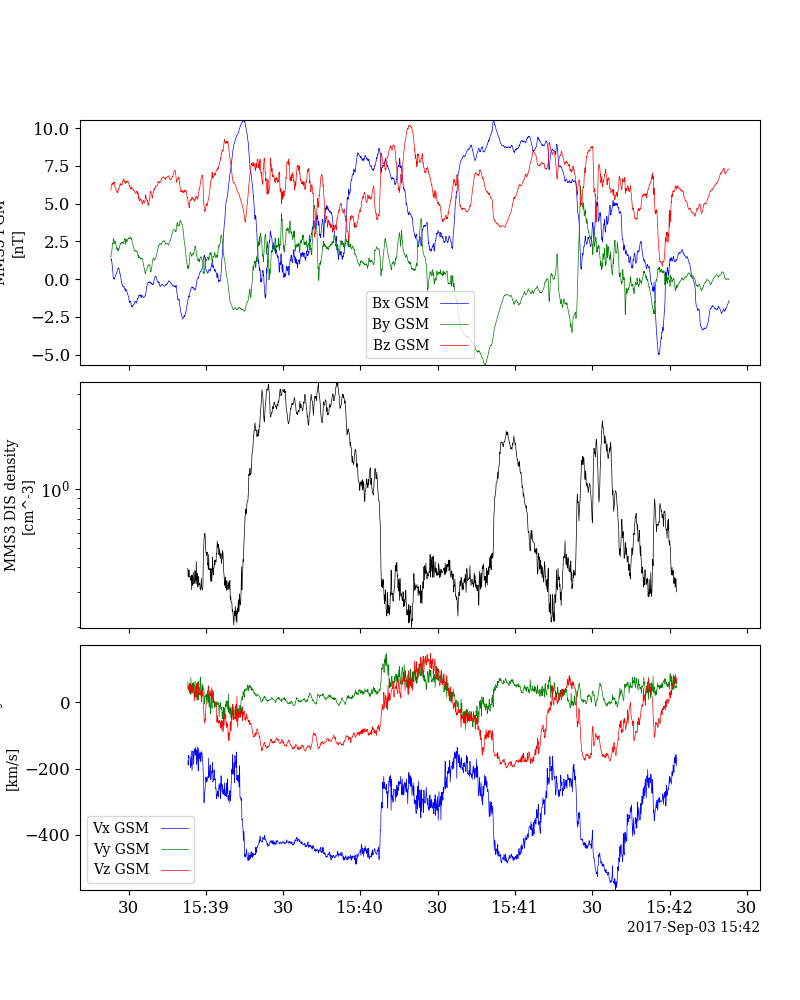 10.0
7.5
5.0
2.5
0.0
−2.5
−5.0
[nT]
Bx GSM
By GSM
Bz GSM
10^0
MMS3 DIS density
[cm^-3]
0
−200
−400
[km/s]
Vx GSM
Vy GSM
Vz GSM
30 15:39 30 15:40 30 15:41 30 15:42 30
2017-Sep-03 15:42